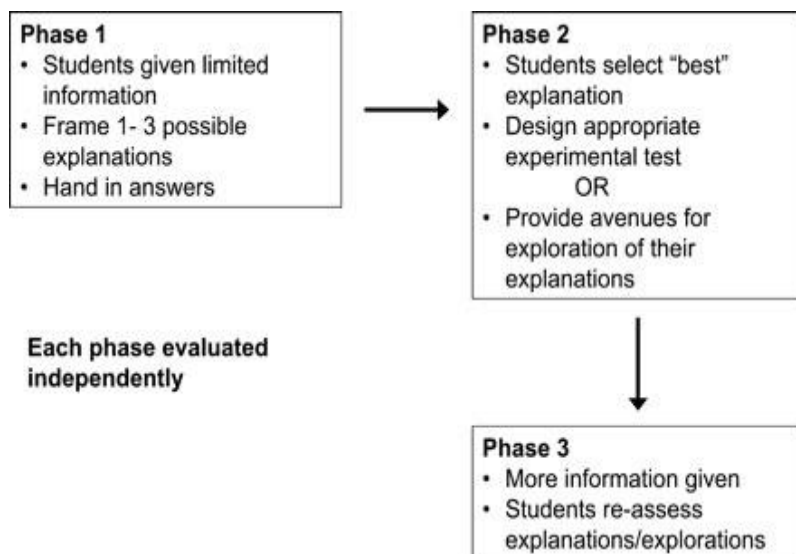 Phase 1
• Students given limited
information
• Frame 1- 3 possible
explanations
• Hand in answers
Phase 2
• Students select “best”
explanation
• Design appropriate
experimental test
OR
• Provide avenues for
exploration of their
explanations
Each phase evaluated
independently
Phase 3
• More information given
• Students re-assess
explanations/explorations